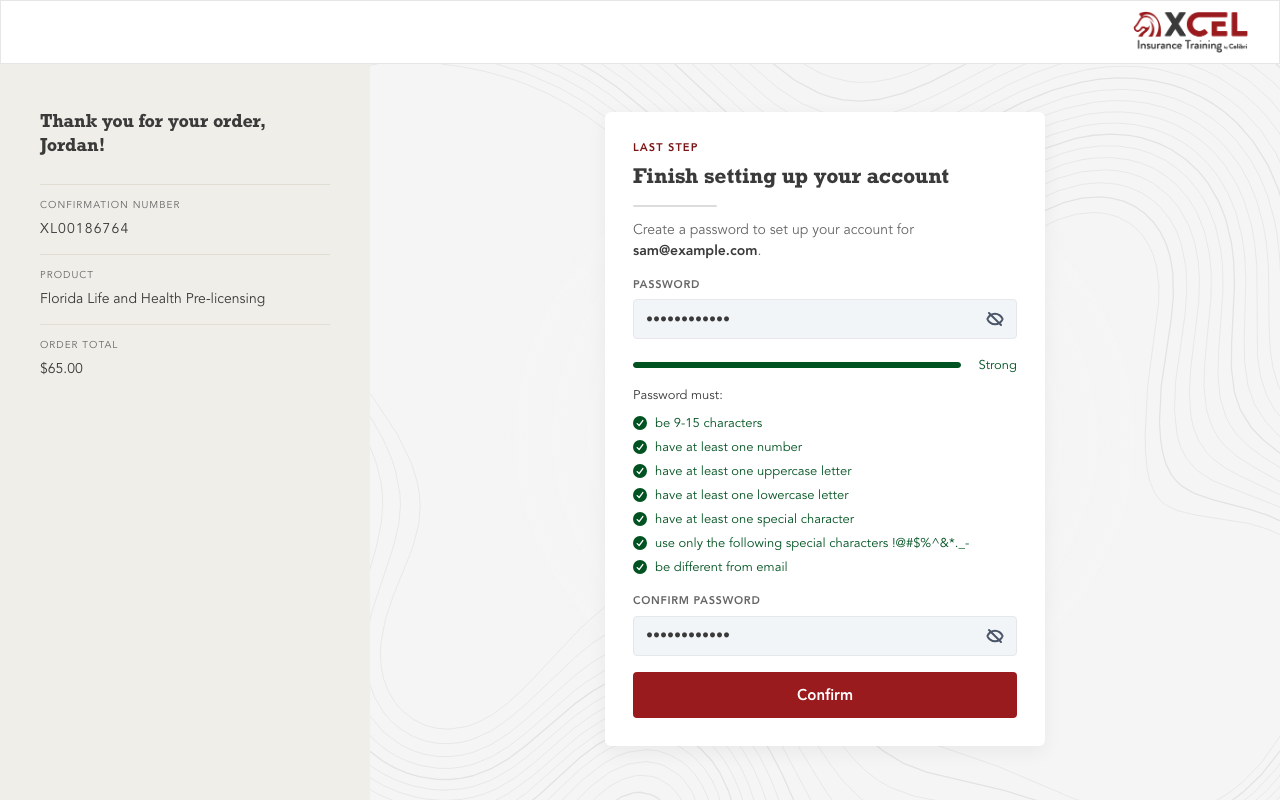 XCEL
Insurance Training by Colibri
Thank you for your order,
Jordan!
CONFIRMATION NUMBER
XL00186764
PRODUCT
Florida Life and Health Pre-licensing
ORDER TOTAL
$65.00
LAST STEP
Finish setting up your account
Create a password to set up your account for
sam@example.com.
PASSWORD
••••••••••••
Strong
Password must:
be 9-15 characters
have at least one number
have at least one uppercase letter
have at least one lowercase letter
have at least one special character
use only the following special characters !@#$%^&*._-
be different from email
CONFIRM PASSWORD
••••••••••••
Confirm